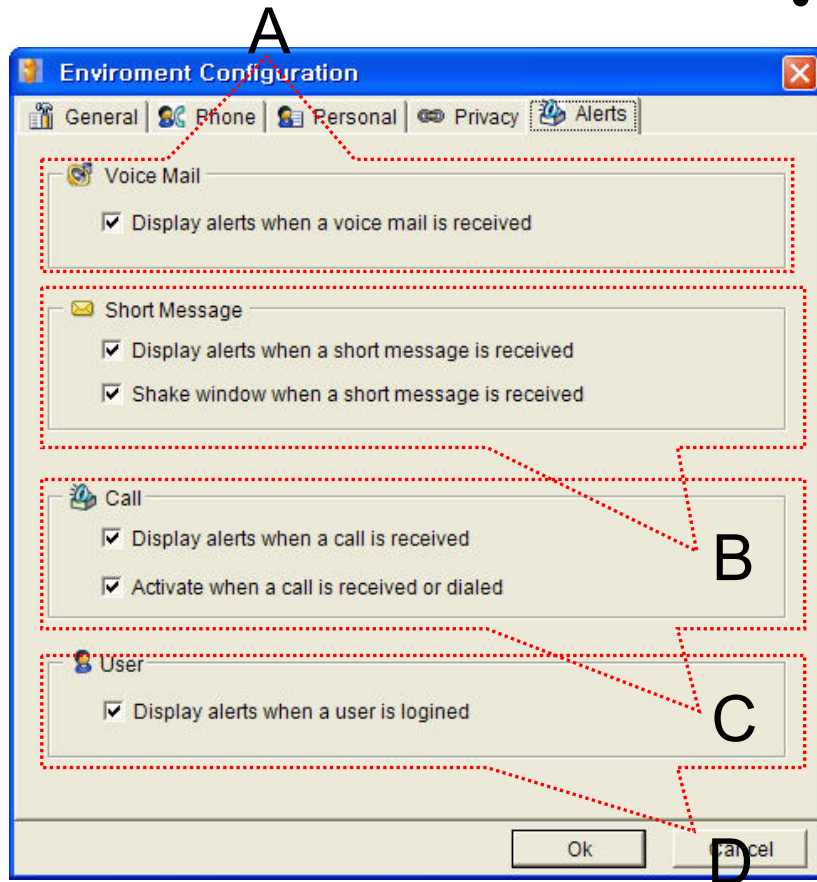 A
Enviroment Configuration
General Phone Personal Privacy Alerts
Voice Mail
Display alerts when a voice mail is received
Short Message
Display alerts when a short message is received
Shake window when a short message is received
Call
Display alerts when a call is received
B
Activate when a call is received or dialed
User
C
Display alerts when a user is logined
Ok Cancel
D